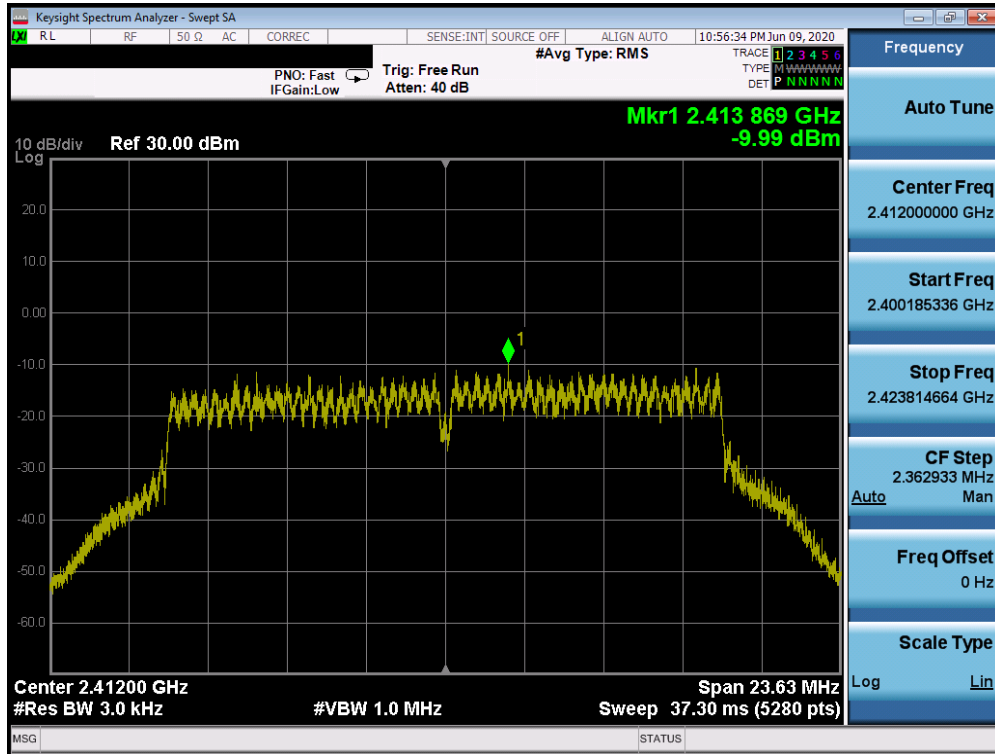 Keysight Spectrum Analyzer - Swept SA
LXI RL RF 50 Ω AC CORREC SENSE:INT SOURCE OFF ALIGN AUTO 10:56:34 PM Jun 09, 2020
#Avg Type: RMS
TRACE 1 2 3 4 5 6
PNO: Fast Trig: Free Run
TYPE M W W W W W
IFGain:Low Atten: 40 dB
DET P N N N N N
Mkr1 2.413 869 GHz
-9.99 dBm
10 dB/div Ref 30.00 dBm
Log
20.0
10.0
0.00
1
-10.0
-20.0
-30.0
-40.0
-50.0
-60.0
Center 2.41200 GHz Span 23.63 MHz
#Res BW 3.0 kHz #VBW 1.0 MHz Sweep 37.30 ms (5280 pts)
MSG STATUS
Frequency
Auto Tune
Center Freq
2.412000000 GHz
Start Freq
2.400185336 GHz
Stop Freq
2.423814664 GHz
CF Step
2.362933 MHz
Auto Man
Freq Offset
0 Hz
Scale Type
Log Lin